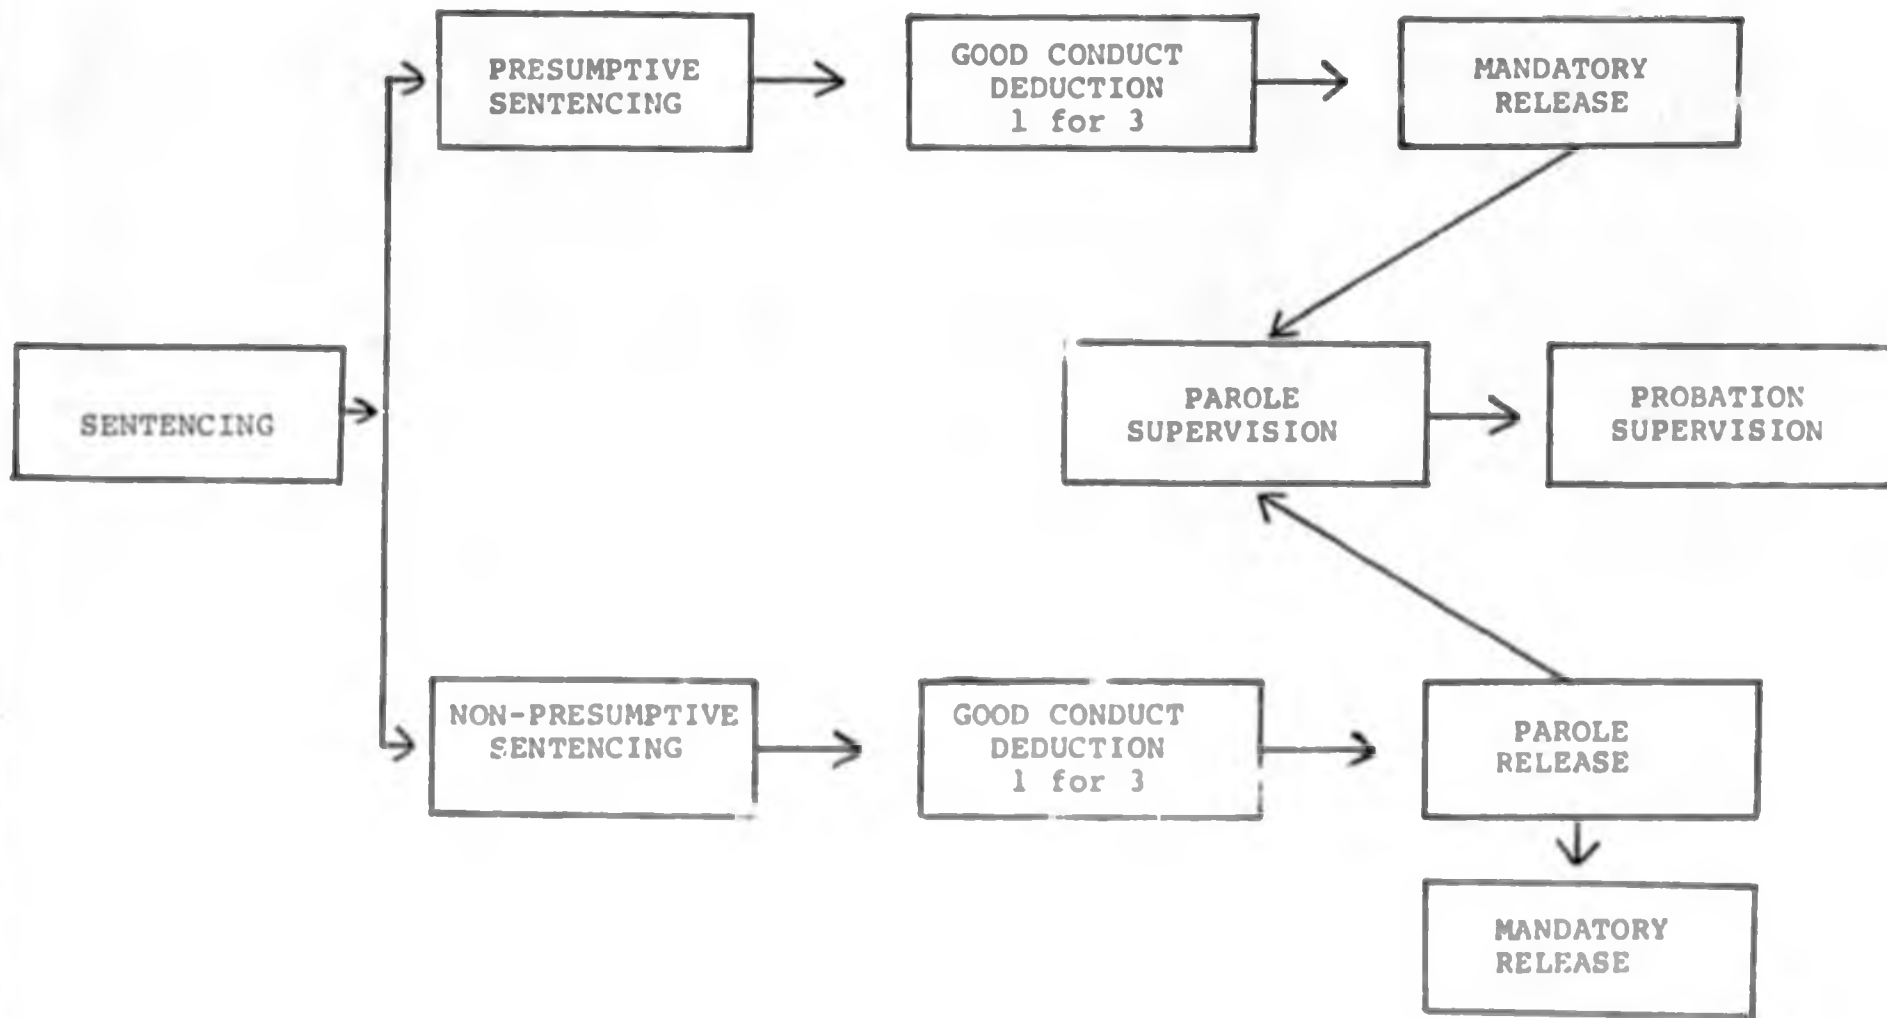 PRESUMPTIVE
SENTENCING
GOOD CONDUCT
DEDUCTION
1 for 3
MANDATORY
RELEASE
SENTENCING
PAROLE
SUPERVISION
PROBATION
SUPERVISION
NON-PRESUMPTIVE
SENTENCING
GOOD CONDUCT
DEDUCTION
1 for 3
PAROLE
RELEASE
MANDATORY
RELEASE